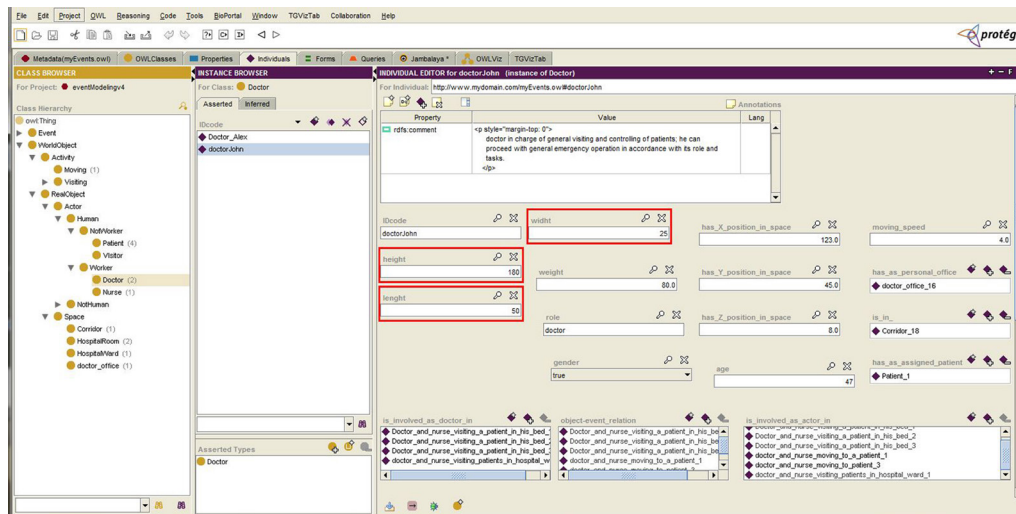 File Edit Project OWL Reasoning Code Tools BioPortal Window TGVizTab Collaboration Help
protég
Metadata(myEvents.owl) OWLClasses Properties Individuals Forms Queries Jambalaya * OWLViz TGVizTab
CLASS BROWSER
For Project: eventModelingv4
Class Hierarchy
owl:Thing
Event
WorldObject
Activity
Moving (1)
Visiting
RealObject
Actor
Human
NotWorker
Patient (4)
Visitor
Worker
Doctor (2)
Nurse (1)
NotHuman
Space
Corridor (1)
HospitalRoom (2)
HospitalWard (1)
doctor_office (1)
INSTANCE BROWSER
For Class: Doctor
Asserted Inferred
IDcode
Doctor_Alex
doctorJohn
Asserted Types
Doctor
INDIVIDUAL EDITOR for doctorJohn (instance of Doctor)
+ - F
For Individual: http://www.mydomain.com/myEvents.owl#doctorJohn
Annotations
Property Value Lang
rdfs:comment
<p style="margin-top: 0">
doctor in charge of general visiting and controlling of patients; he can
proceed with general emergency operation in accordance with its role and
tasks.
</p>
IDcode
doctorJohn
widht
25
has_X_position_in_space
123.0
moving_speed
4.0
height
180
weight
80.0
has_Y_position_in_space
45.0
has_as_personal_office
doctor_office_16
lenght
50
role
doctor
has_Z_position_in_space
8.0
is_in_
Corridor_18
gender
true
age
47
has_as_assigned_patient
Patient_1
is_involved_as_doctor_in
Doctor_and_nurse_visiting_a_patient_in_his_bed_
Doctor_and_nurse_visiting_a_patient_in_his_bed_2
Doctor_and_nurse_visiting_a_patient_in_his_bed_3
doctor_and_nurse_visiting_patients_in_hospital_w
object-event_relation
Doctor_and_nurse_visiting_a_patient_in_his_be
Doctor_and_nurse_visiting_a_patient_in_his_be
doctor_and_nurse_moving_to_a_patient_1
is_involved_as_actor_in
Doctor_and_nurse_visiting_a_patient_in_his_bed_2
Doctor_and_nurse_visiting_a_patient_in_his_bed_3
doctor_and_nurse_moving_to_a_patient_1
doctor_and_nurse_moving_to_patient_3
doctor_and_nurse_visiting_patients_in_hospital_ward_1